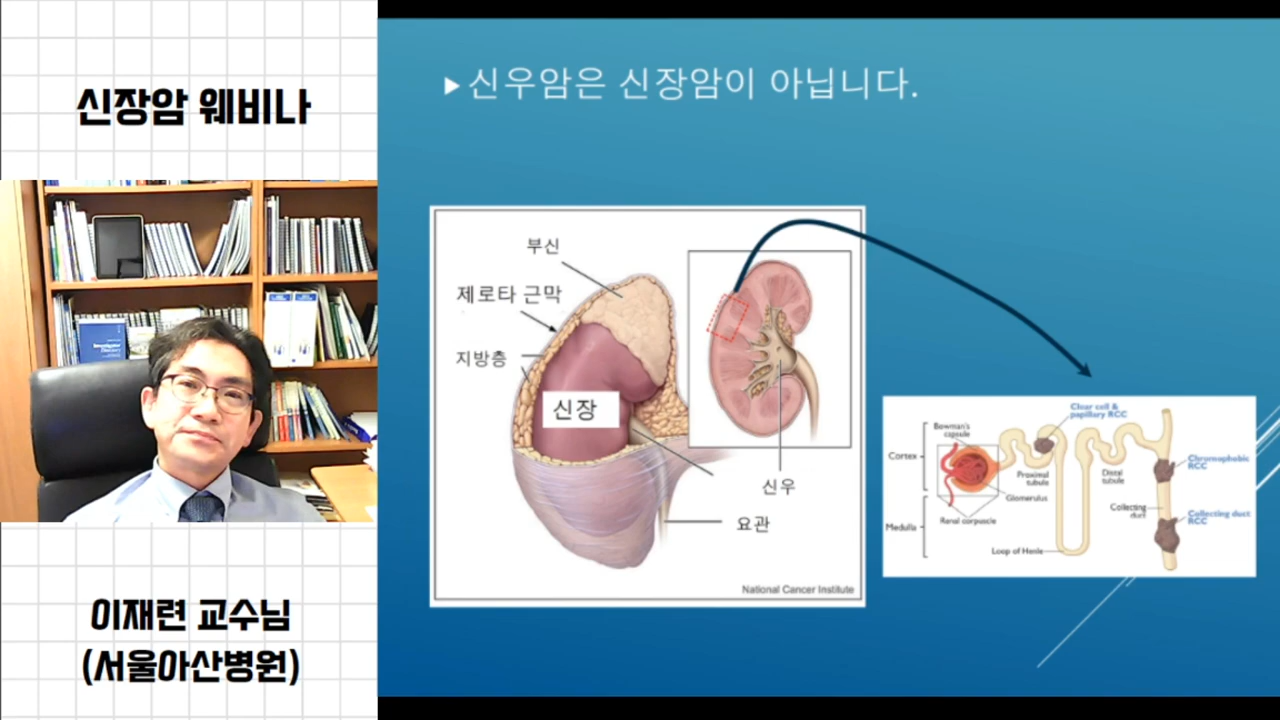 신장암 웨비나
이재련 교수님
(서울아산병원)
▶신우암은 신장암이 아닙니다.
부신
제로타 근막
지방층
신장
신우
요관
National Cancer Institute
Clear cell &
papillary RCC
Bowman's
capsule
Cortex
Proximal
tubule
Distal
tubule
Chromophobic
RCC
Glomerulus
Renal corpuscle
Collecting
duct
Collecting duct
RCC
Medulla
Loop of Henle